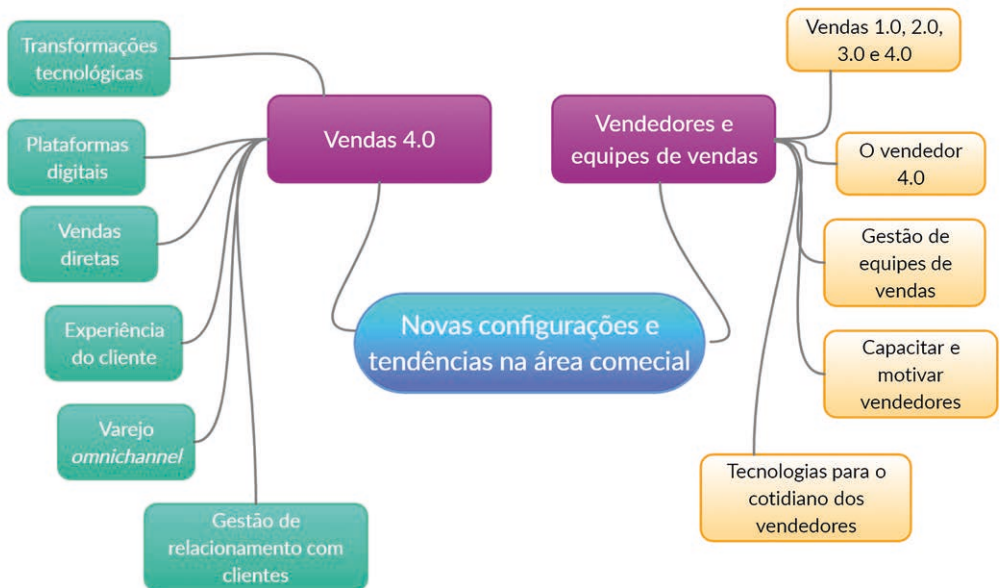 Novas configurações e
tendências na área comecial
Vendas 4.0
Transformações
tecnológicas
Plataformas
digitais
Vendas
diretas
Experiência
do cliente
Varejo
omnichannel
Gestão de
relacionamento com
clientes
Vendedores e
equipes de vendas
Vendas 1.0, 2.0,
3.0 e 4.0
O vendedor
4.0
Gestão de
equipes de
vendas
Capacitar e
motivar
vendedores
Tecnologias para o
cotidiano dos
vendedores